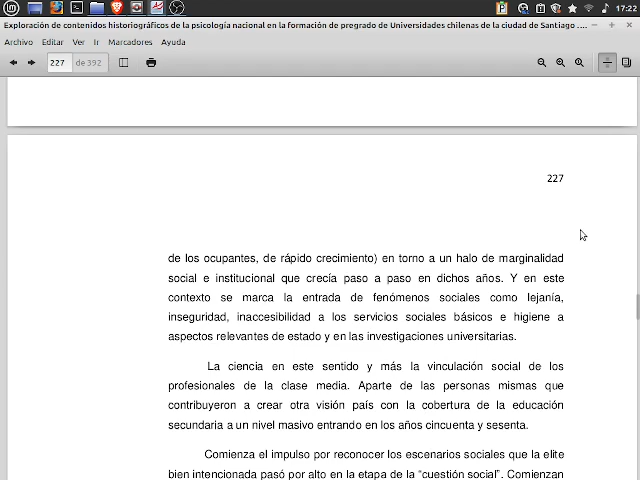 17:22
Exploración de contenidos historiográficos de la psicología nacional en la formación de pregrado de Universidades chilenas de la ciudad de Santiago ....
Archivo Editar Ver Ir Marcadores Ayuda
227 de 392
227
de los ocupantes, de rápido crecimiento) en torno a un halo de marginalidad
social e institucional que crecía paso a paso en dichos años. Y en este
contexto se marca la entrada de fenómenos sociales como lejanía,
inseguridad, inaccesibilidad a los servicios sociales básicos e higiene a
aspectos relevantes de estado y en las investigaciones universitarias.
La ciencia en este sentido y más la vinculación social de los
profesionales de la clase media. Aparte de las personas mismas que
contribuyeron a crear otra visión país con la cobertura de la educación
secundaria a un nivel masivo entrando en los años cincuenta y sesenta.
Comienza el impulso por reconocer los escenarios sociales que la elite
bien intencionada pasó por alto en la etapa de la “cuestión social”. Comienzan